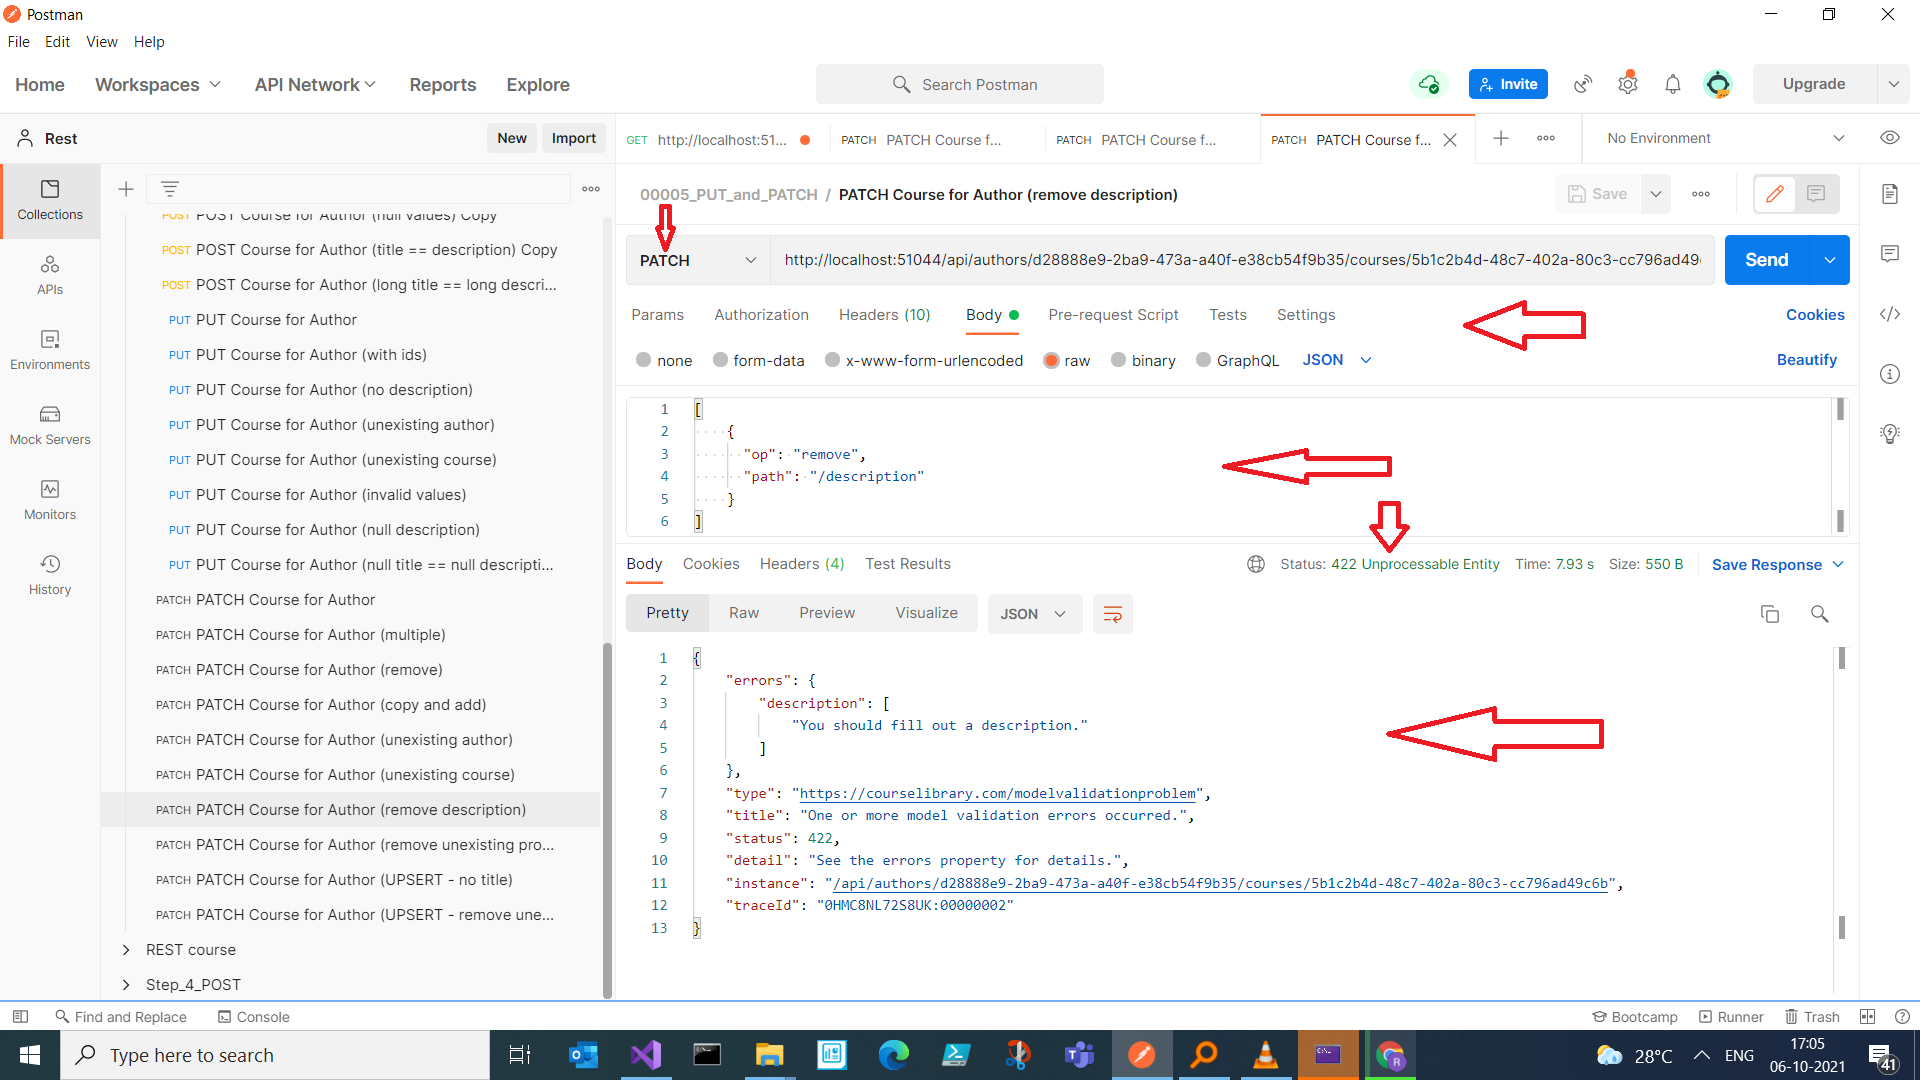 Postman
File Edit View Help
Home Workspaces API Network Reports Explore Search Postman Invite Upgrade
Rest New Import
GET http://localhost:51... PATCH PATCH Course f... PATCH PATCH Course f... PATCH PATCH Course f... No Environment
Collections
APIs
Environments
Mock Servers
Monitors
History
POST POST Course for Author (null values) Copy
POST POST Course for Author (title == description) Copy
POST POST Course for Author (long title == long descri...
PUT PUT Course for Author
PUT PUT Course for Author (with ids)
PUT PUT Course for Author (no description)
PUT PUT Course for Author (unexisting author)
PUT PUT Course for Author (unexisting course)
PUT PUT Course for Author (invalid values)
PUT PUT Course for Author (null description)
PUT PUT Course for Author (null title == null descripti...
PATCH PATCH Course for Author
PATCH PATCH Course for Author (multiple)
PATCH PATCH Course for Author (remove)
PATCH PATCH Course for Author (copy and add)
PATCH PATCH Course for Author (unexisting author)
PATCH PATCH Course for Author (unexisting course)
PATCH PATCH Course for Author (remove description)
PATCH PATCH Course for Author (remove unexisting pro...
PATCH PATCH Course for Author (UPSERT - no title)
PATCH PATCH Course for Author (UPSERT - remove une...
REST course
Step_4_POST
00005_PUT_and_PATCH / PATCH Course for Author (remove description) Save
PATCH http://localhost:51044/api/authors/d28888e9-2ba9-473a-a40f-e38cb54f9b35/courses/5b1c2b4d-48c7-402a-80c3-cc796ad49 Send
Params Authorization Headers (10) Body Pre-request Script Tests Settings Cookies
none form-data x-www-form-urlencoded raw binary GraphQL JSON Beautify
1 [
2 {
3 "op": "remove",
4 "path": "/description"
5 }
6 ]
Body Cookies Headers (4) Test Results Status: 422 Unprocessable Entity Time: 7.93 s Size: 550 B Save Response
Pretty Raw Preview Visualize JSON
1 {
2 "errors": {
3 "description": [
4 "You should fill out a description."
5 ]
6 },
7 "type": "https://courselibrary.com/modelvalidationproblem",
8 "title": "One or more model validation errors occurred.",
9 "status": 422,
10 "detail": "See the errors property for details.",
11 "instance": "/api/authors/d28888e9-2ba9-473a-a40f-e38cb54f9b35/courses/5b1c2b4d-48c7-402a-80c3-cc796ad49c6b",
12 "traceId": "0HMC8NL72S8UK:00000002"
13 }
Find and Replace Console Bootcamp Runner Trash
Type here to search 28°C ENG 17:05
06-10-2021 41